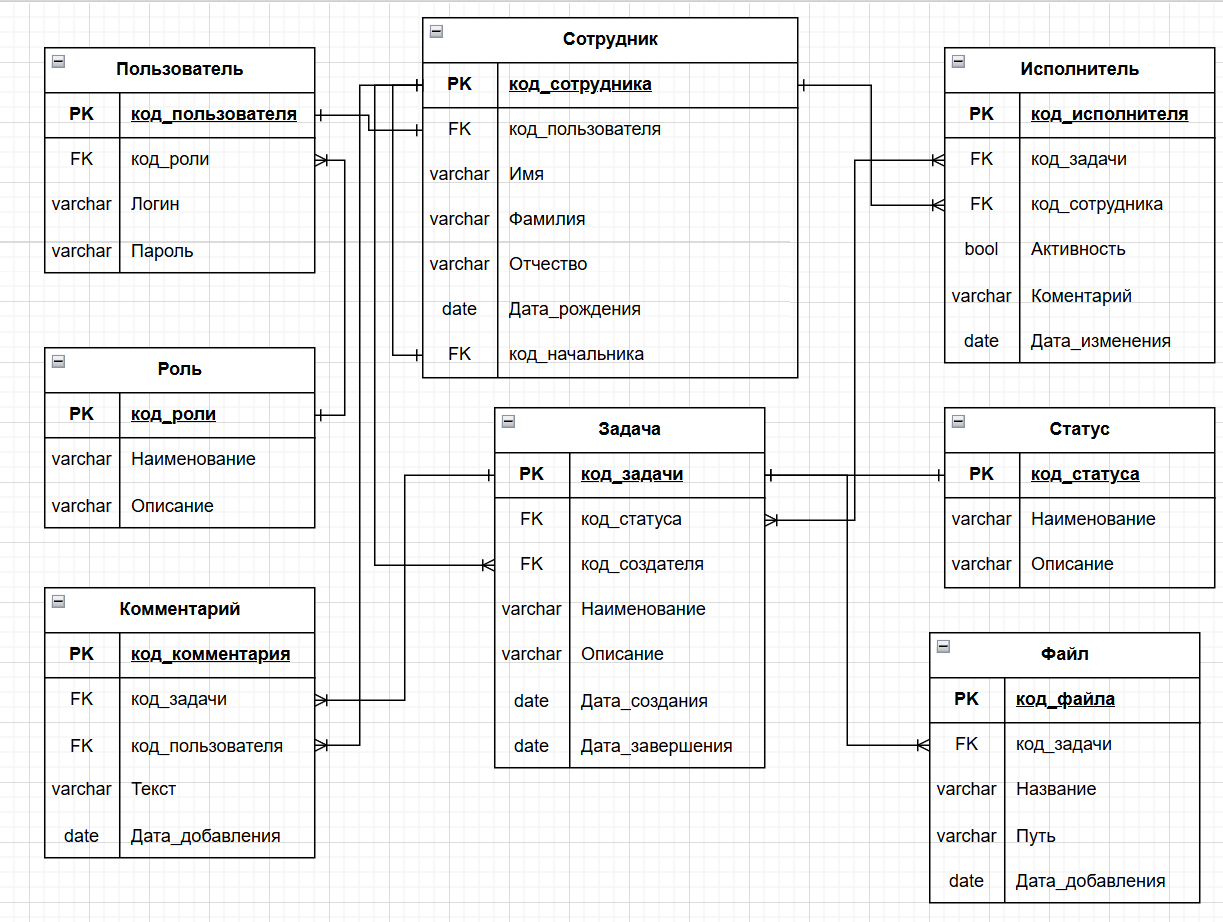 Пользователь
PK код_пользователя
FK код_роли
varchar Логин
varchar Пароль
Роль
PK код_роли
varchar Наименование
varchar Описание
Комментарий
PK код_комментария
FK код_задачи
FK код_пользователя
varchar Текст
date Дата_добавления
Сотрудник
PK код_сотрудника
FK код_пользователя
varchar Имя
varchar Фамилия
varchar Отчество
date Дата_рождения
FK код_начальника
Задача
PK код_задачи
FK код_статуса
FK код_создателя
varchar Наименование
varchar Описание
date Дата_создания
date Дата_завершения
Исполнитель
PK код_исполнителя
FK код_задачи
FK код_сотрудника
bool Активность
varchar Коментарий
date Дата_изменения
Статус
PK код_статуса
varchar Наименование
varchar Описание
Файл
PK код_файла
FK код_задачи
varchar Название
varchar Путь
date Дата_добавления